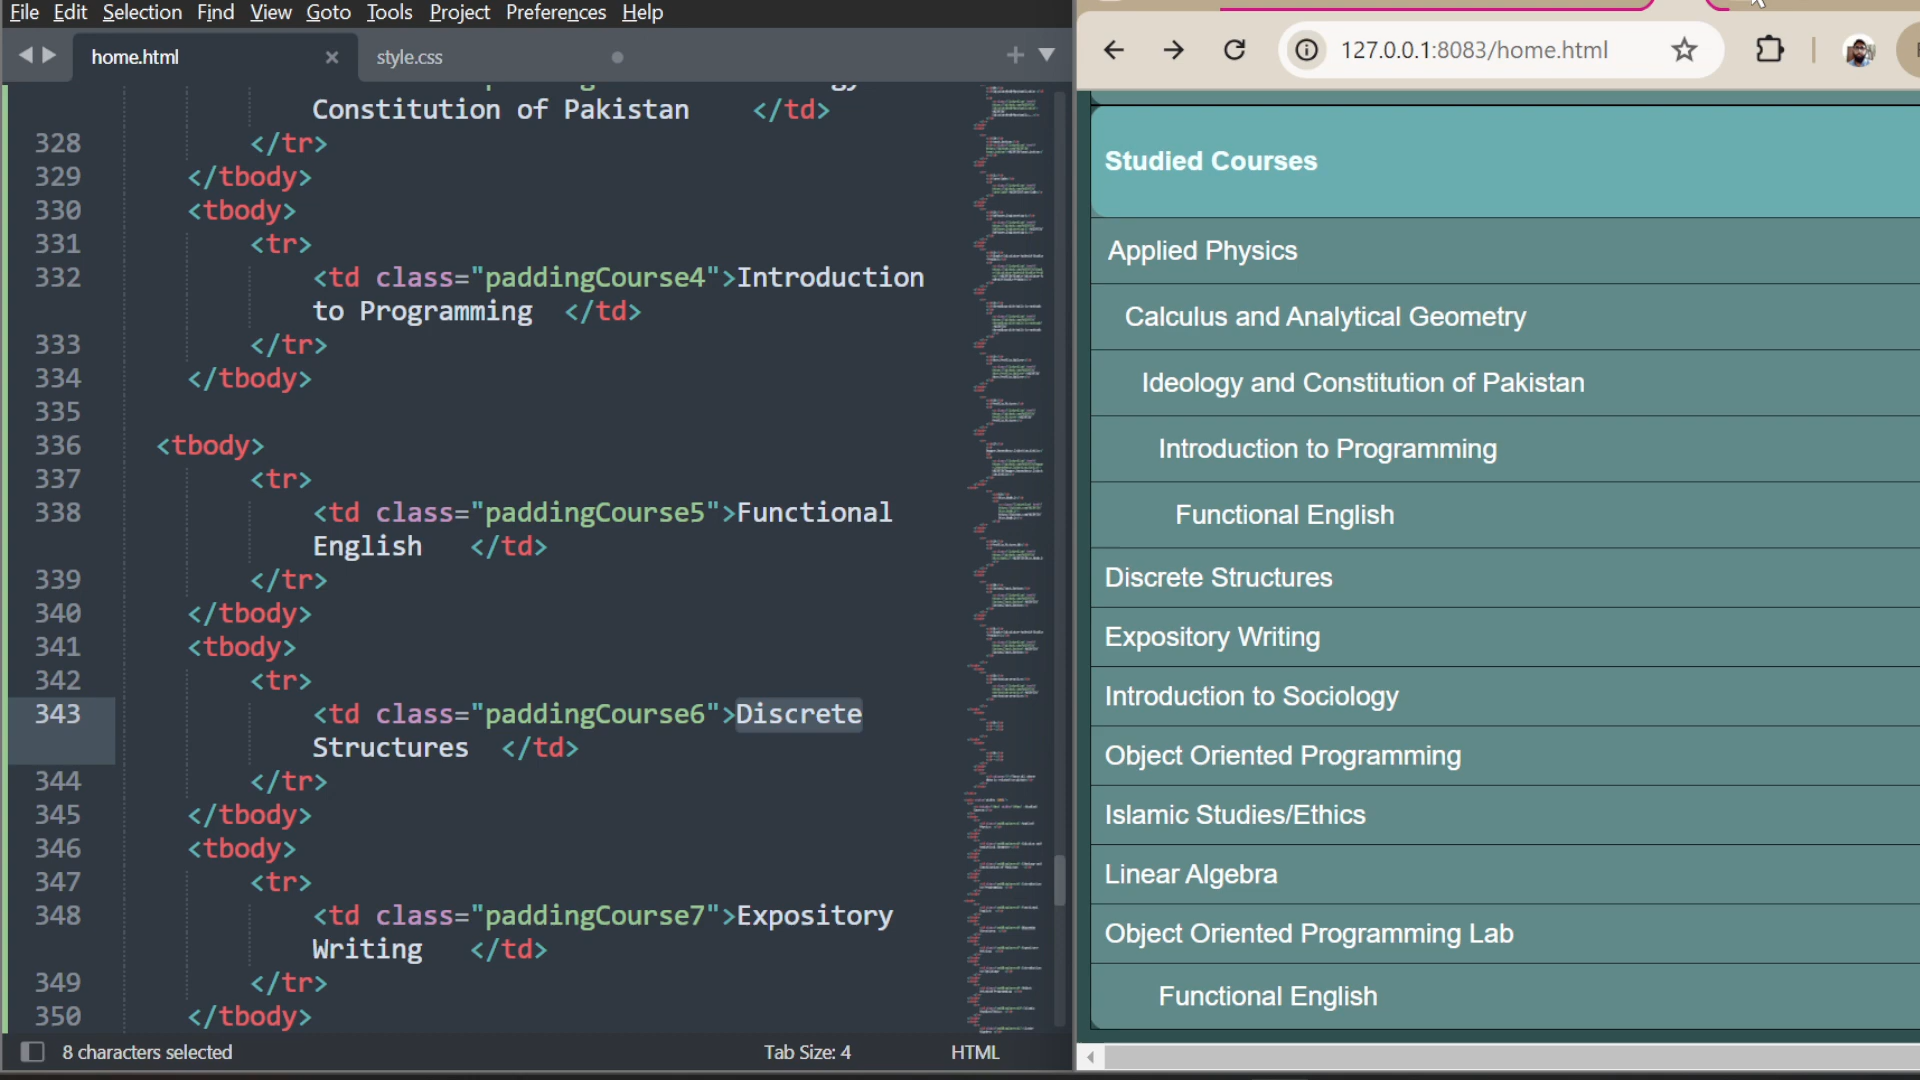 File Edit Selection Find View Goto Tools Project Preferences Help
home.html × style.css
127.0.0.1:8083/home.html
Constitution of Pakistan    </td>
328 </tr>
329 </tbody>
330 <tbody>
331 <tr>
332 <td class="paddingCourse4">Introduction
to Programming  </td>
333 </tr>
334 </tbody>
335
336 <tbody>
337 <tr>
338 <td class="paddingCourse5">Functional
English   </td>
339 </tr>
340 </tbody>
341 <tbody>
342 <tr>
343 <td class="paddingCourse6">Discrete
Structures  </td>
344 </tr>
345 </tbody>
346 <tbody>
347 <tr>
348 <td class="paddingCourse7">Expository
Writing   </td>
349 </tr>
350 </tbody>
8 characters selected Tab Size: 4 HTML
Studied Courses
Applied Physics
Calculus and Analytical Geometry
Ideology and Constitution of Pakistan
Introduction to Programming
Functional English
Discrete Structures
Expository Writing
Introduction to Sociology
Object Oriented Programming
Islamic Studies/Ethics
Linear Algebra
Object Oriented Programming Lab
Functional English